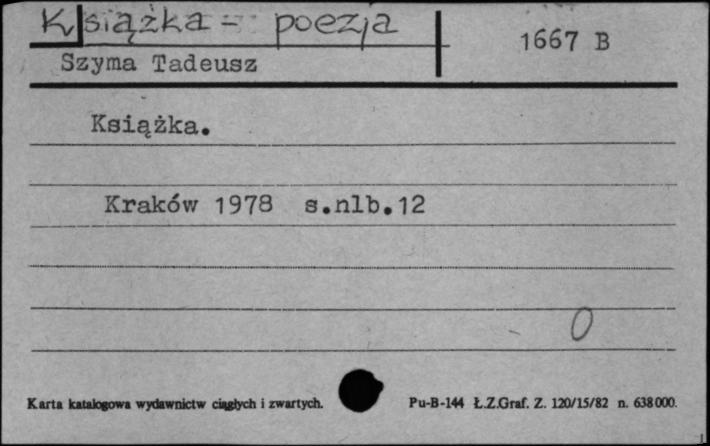 Książka - poezja
1667 B
Szyma Tadeusz
Książka.
Kraków 1978 s.nlb.12
0
Karta katalogowa wydawnictw ciągłych i zwartych. Pu-B-144 Ł.Z.Graf. Z. 120/15/82 n. 638000.